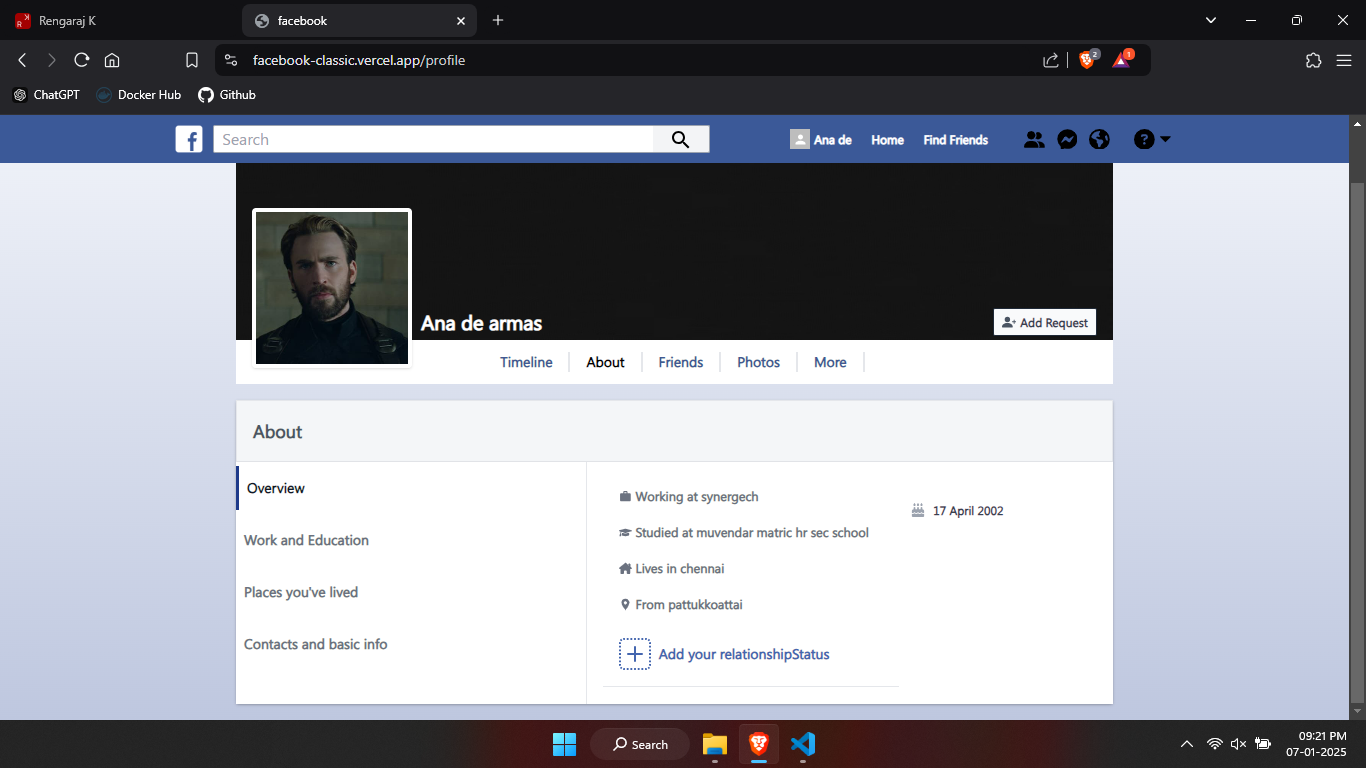 Rengaraj K
facebook
facebook-classic.vercel.app/profile
2
1
ChatGPT
Docker Hub
Github
f
Search
Ana de
Home
Find Friends
?
Ana de armas
Add Request
Timeline
About
Friends
Photos
More
About
Overview
Work and Education
Places you've lived
Contacts and basic info
Working at synergech
Studied at muvendar matric hr sec school
Lives in chennai
From pattukkoattai
Add your relationshipStatus
17 April 2002
Search
09:21 PM
07-01-2025